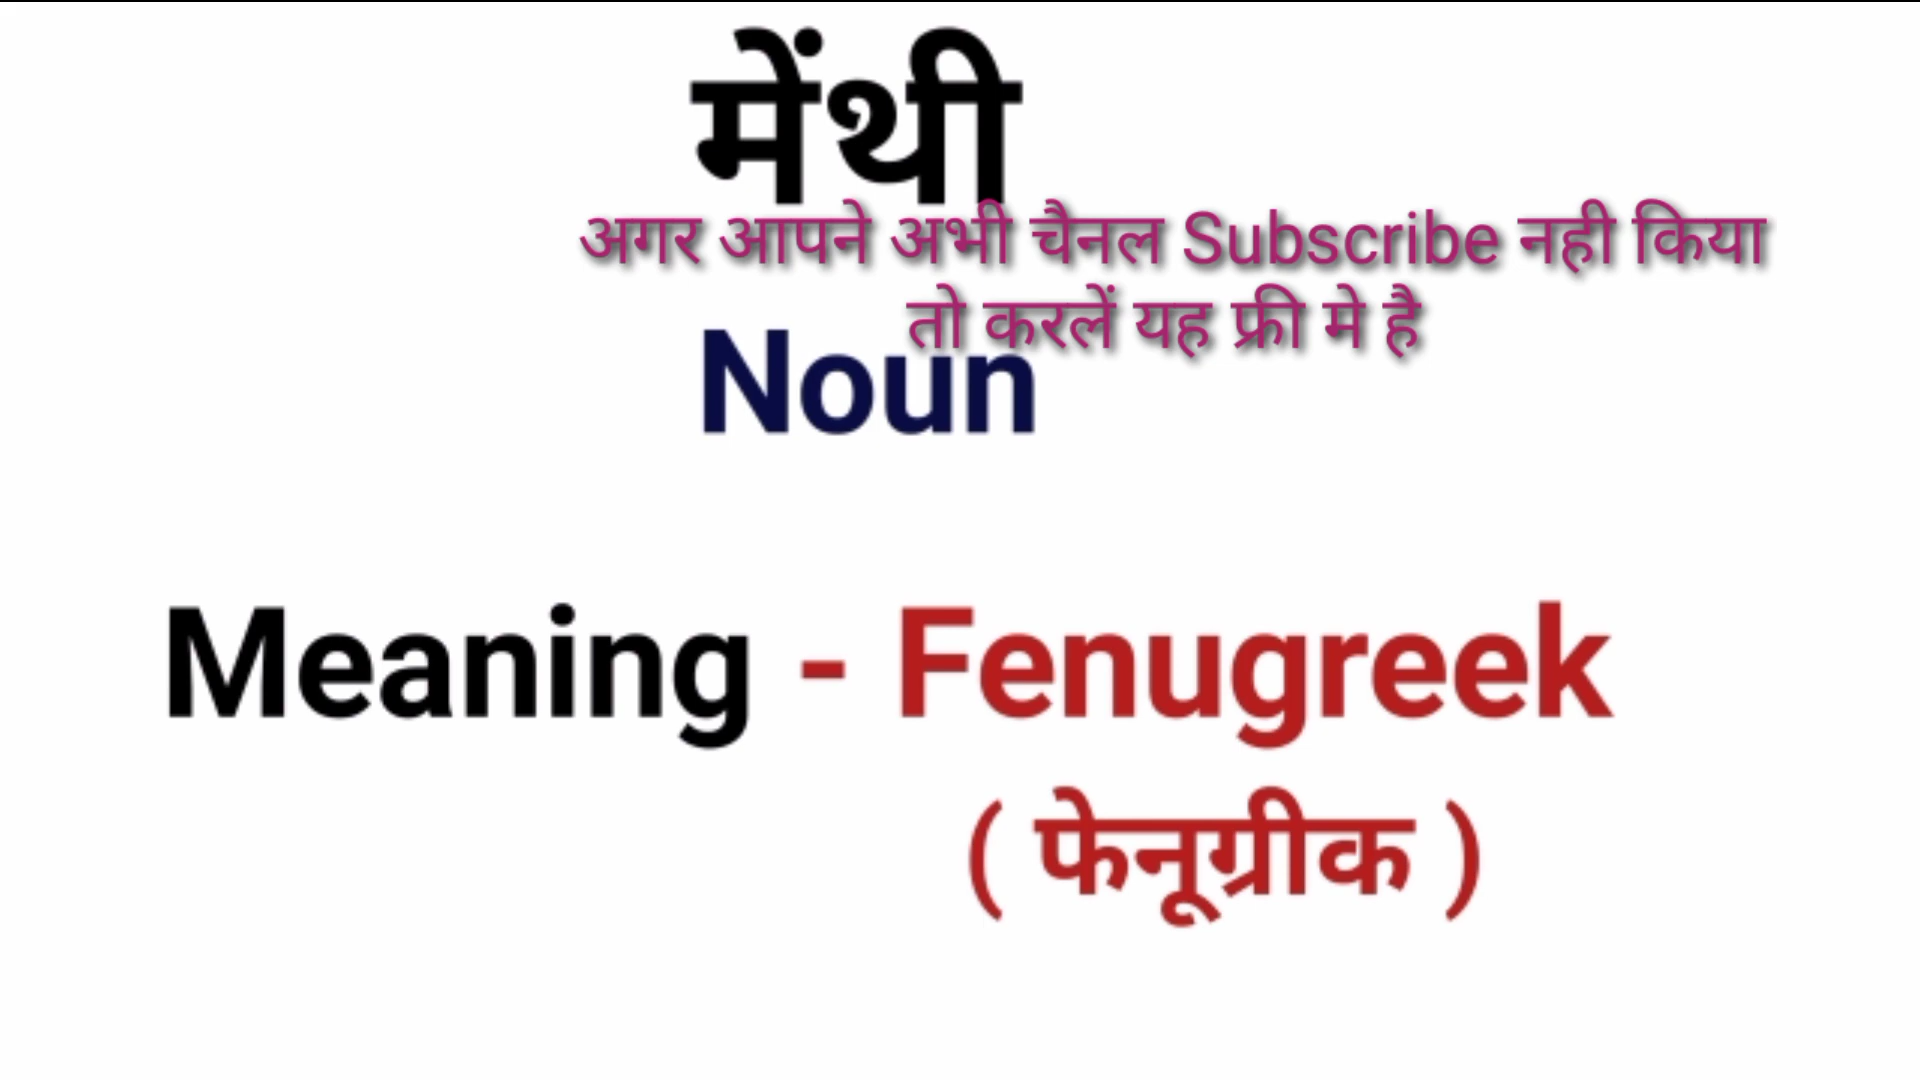 मेंथी
अगर आपने अभी चैनल Subscribe नही किया
तो करलें यह फ्री मे है
Noun
Meaning - Fenugreek
( फेनूग्रीक )